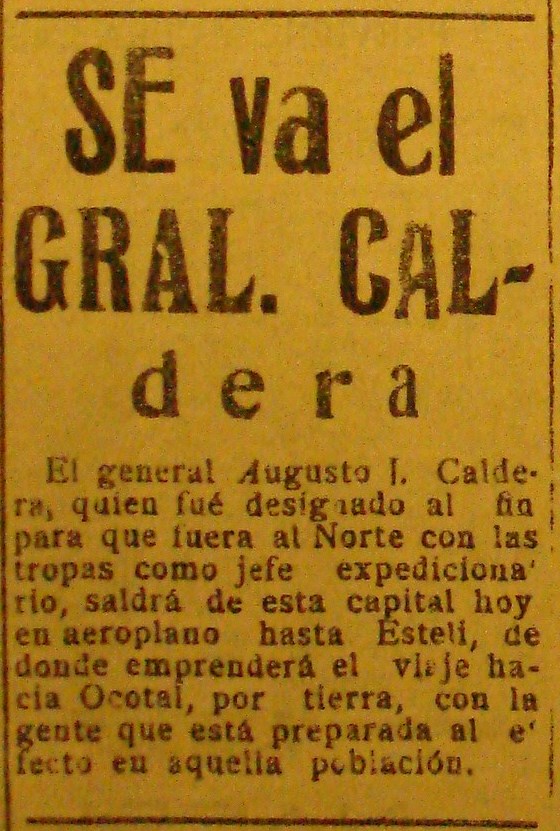 SE va el
GRAL. CAL-
dera
El general Augusto J. Calde-
ra, quien fué designado al fin
para que fuera al Norte con las
tropas como jefe expediciona'
rio, saldrá de esta capital hoy
en aeroplano hasta Estelí, de
donde emprenderá el viaje ha-
cia Ocotal, por tierra, con la
gente que está preparada al e'
fecto en aquella población.